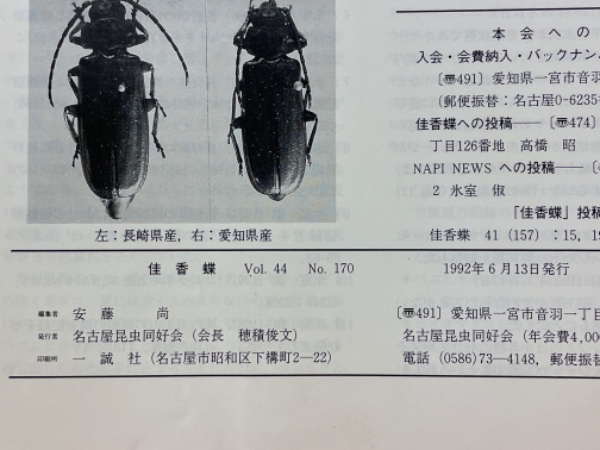 本会への
入会・会費納入・バックナン
〔〠491〕愛知県一宮市音
(郵便振替：名古屋0-6235
佳香蝶への投稿── 〔〠474〕
丁目126番地 高橋 昭
NAPI NEWS への投稿──
2 氷室 俶
「佳香蝶」投稿
佳香蝶 41 (157) : 15, 19
左：長崎県産, 右：愛知県産
佳香蝶 Vol. 44 No. 170 1992年6月13日発行
編集者 安藤 尚 〔〠491〕愛知県一宮市音羽一丁目
発行者 名古屋昆虫同好会 (会長 穂積俊文) 名古屋昆虫同好会 (年会費4,00
印刷所 一誠社 (名古屋市昭和区下構町2―22) 電話 (0586)73―4148, 郵便振替